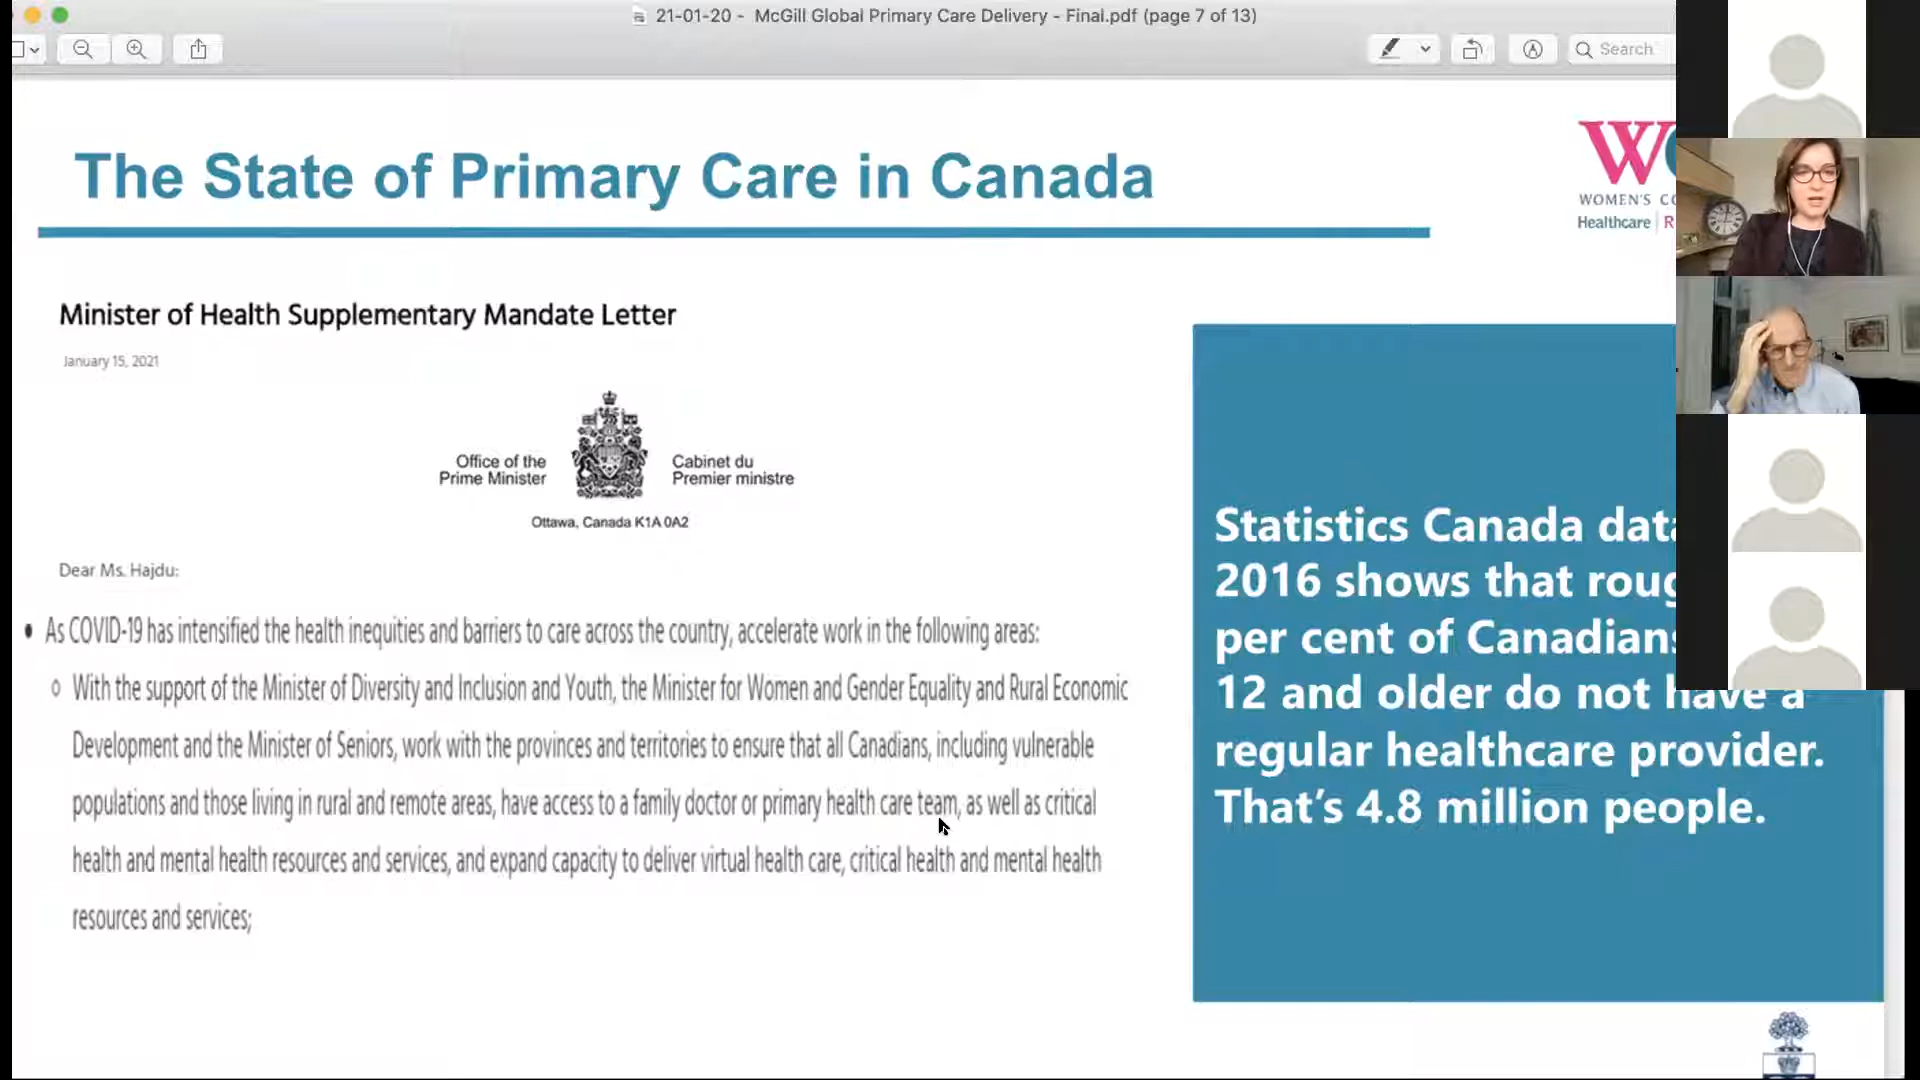 21-01-20 - McGill Global Primary Care Delivery - Final.pdf (page 7 of 13)
Search
The State of Primary Care in Canada
WOMEN'S
Healthcare
Minister of Health Supplementary Mandate Letter
January 15, 2021
Office of the
Prime Minister
Cabinet du
Premier ministre
Ottawa, Canada K1A 0A2
Dear Ms. Hajdu:
• As COVID-19 has intensified the health inequities and barriers to care across the country, accelerate work in the following areas:
o With the support of the Minister of Diversity and Inclusion and Youth, the Minister for Women and Gender Equality and Rural Economic
Development and the Minister of Seniors, work with the provinces and territories to ensure that all Canadians, including vulnerable
populations and those living in rural and remote areas, have access to a family doctor or primary health care team, as well as critical
health and mental health resources and services, and expand capacity to deliver virtual health care, critical health and mental health
resources and services;
Statistics Canada data
2016 shows that
per cent of Canadians
12 and older do not have a
regular healthcare provider.
That's 4.8 million people.